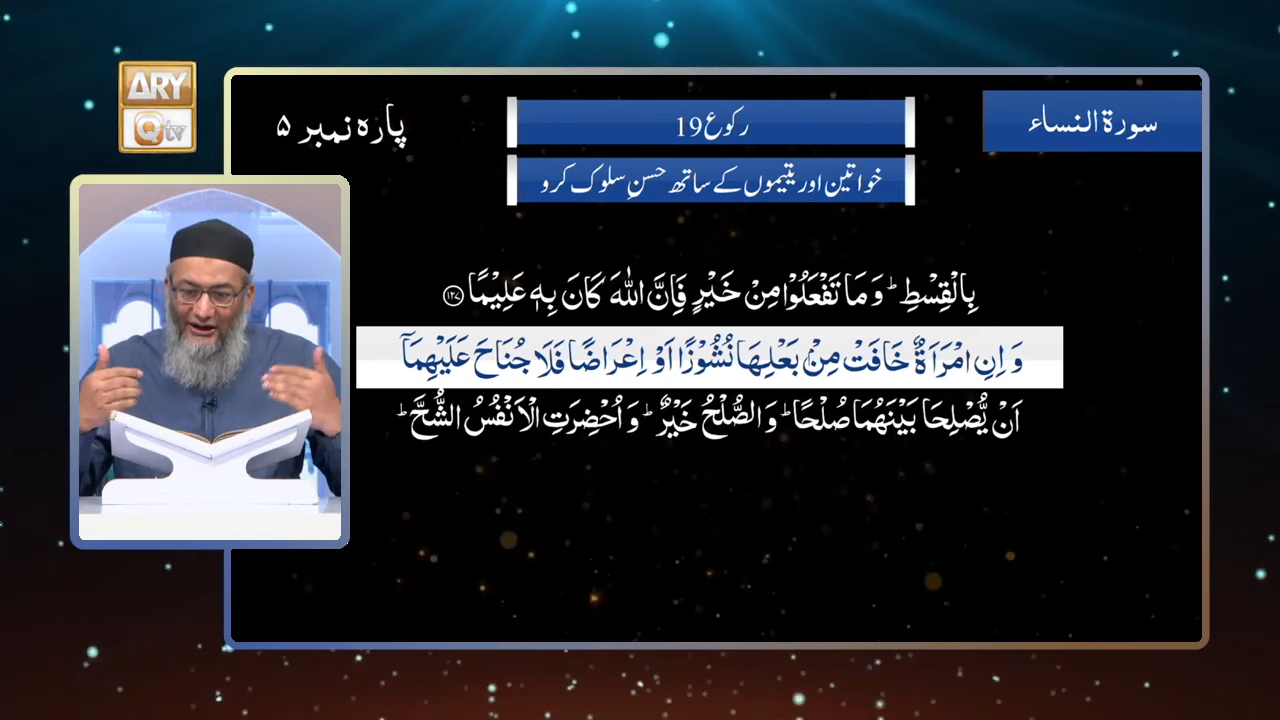 ARY
Qtv
پارہ نمبر ۵
رکوع 19
سورۃ النساء
خواتین اور یتیموں کے ساتھ حسنِ سلوک کرو
بِالْقِسْطِ ؕ وَ مَا تَفْعَلُوْا مِنْ خَیْرٍ فَاِنَّ اللّٰهَ كَانَ بِهٖ عَلِیْمًا ﴿۱۲۷﴾
وَ اِنِ امْرَاَةٌ خَافَتْ مِنْۢ بَعْلِهَا نُشُوْزًا اَوْ اِعْرَاضًا فَلَا جُنَاحَ عَلَیْهِمَاۤ
اَنْ یُّصْلِحَا بَیْنَهُمَا صُلْحًا ؕ وَ الصُّلْحُ خَیْرٌ ؕ وَ اُحْضِرَتِ الْاَنْفُسُ الشُّحَّ ؕ